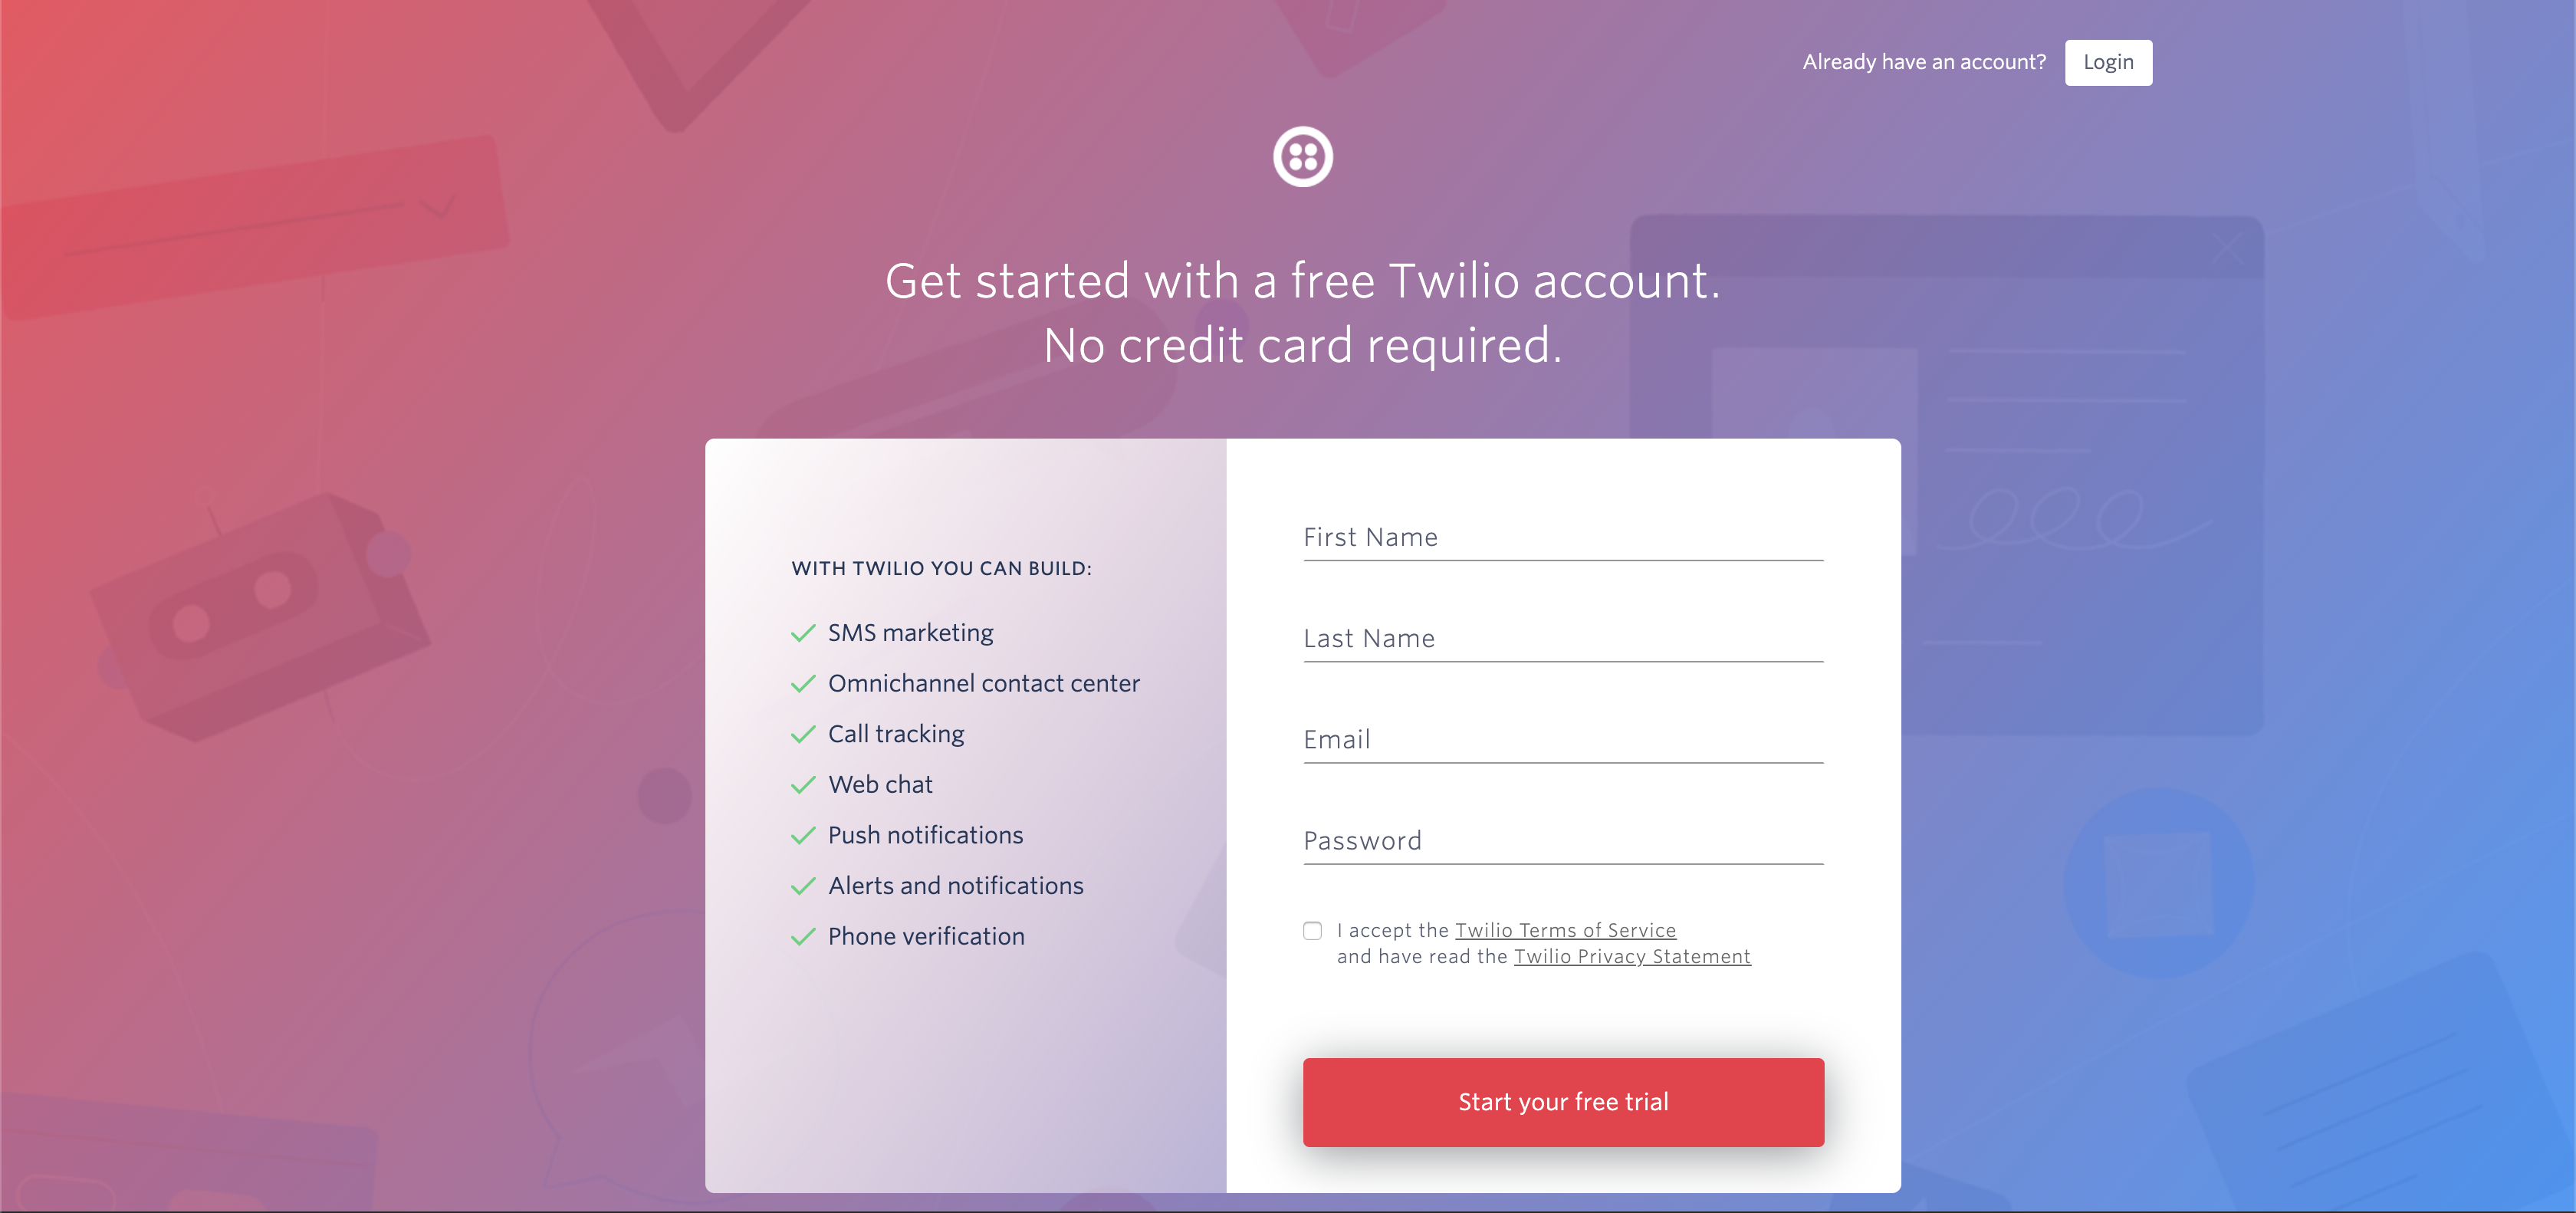 Already have an account?
Login
Get started with a free Twilio account.
No credit card required.
WITH TWILIO YOU CAN BUILD:
SMS marketing
Omnichannel contact center
Call tracking
Web chat
Push notifications
Alerts and notifications
Phone verification
First Name
Last Name
Email
Password
I accept the Twilio Terms of Service
and have read the Twilio Privacy Statement
Start your free trial